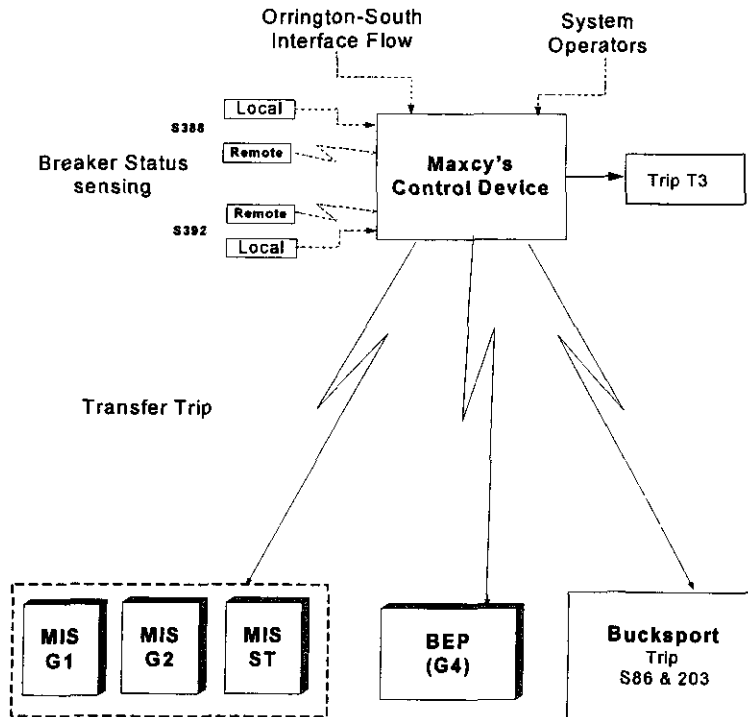 Orrington-South
Interface Flow
System
Operators
Local
S388
Remote
Breaker Status
sensing
Remote
S392
Local
Maxcy's
Control Device
Trip T3
Transfer Trip
MIS
G1
MIS
G2
MIS
ST
BEP
(G4)
Bucksport
Trip
S86 & 203